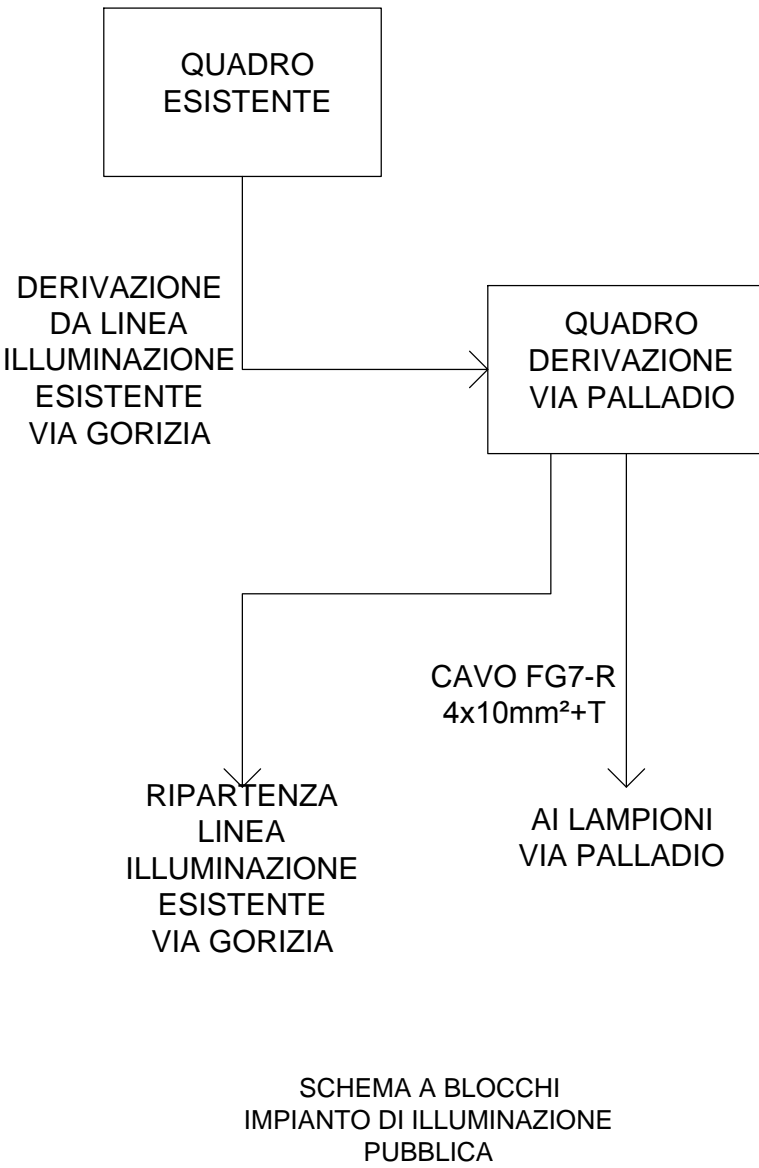 QUADRO
ESISTENTE
DERIVAZIONE
DA LINEA
ILLUMINAZIONE
ESISTENTE
VIA GORIZIA
QUADRO
DERIVAZIONE
VIA PALLADIO
CAVO FG7-R
4x10mm²+T
RIPARTENZA
LINEA
ILLUMINAZIONE
ESISTENTE
VIA GORIZIA
AI LAMPIONI
VIA PALLADIO
SCHEMA A BLOCCHI
IMPIANTO DI ILLUMINAZIONE
PUBBLICA